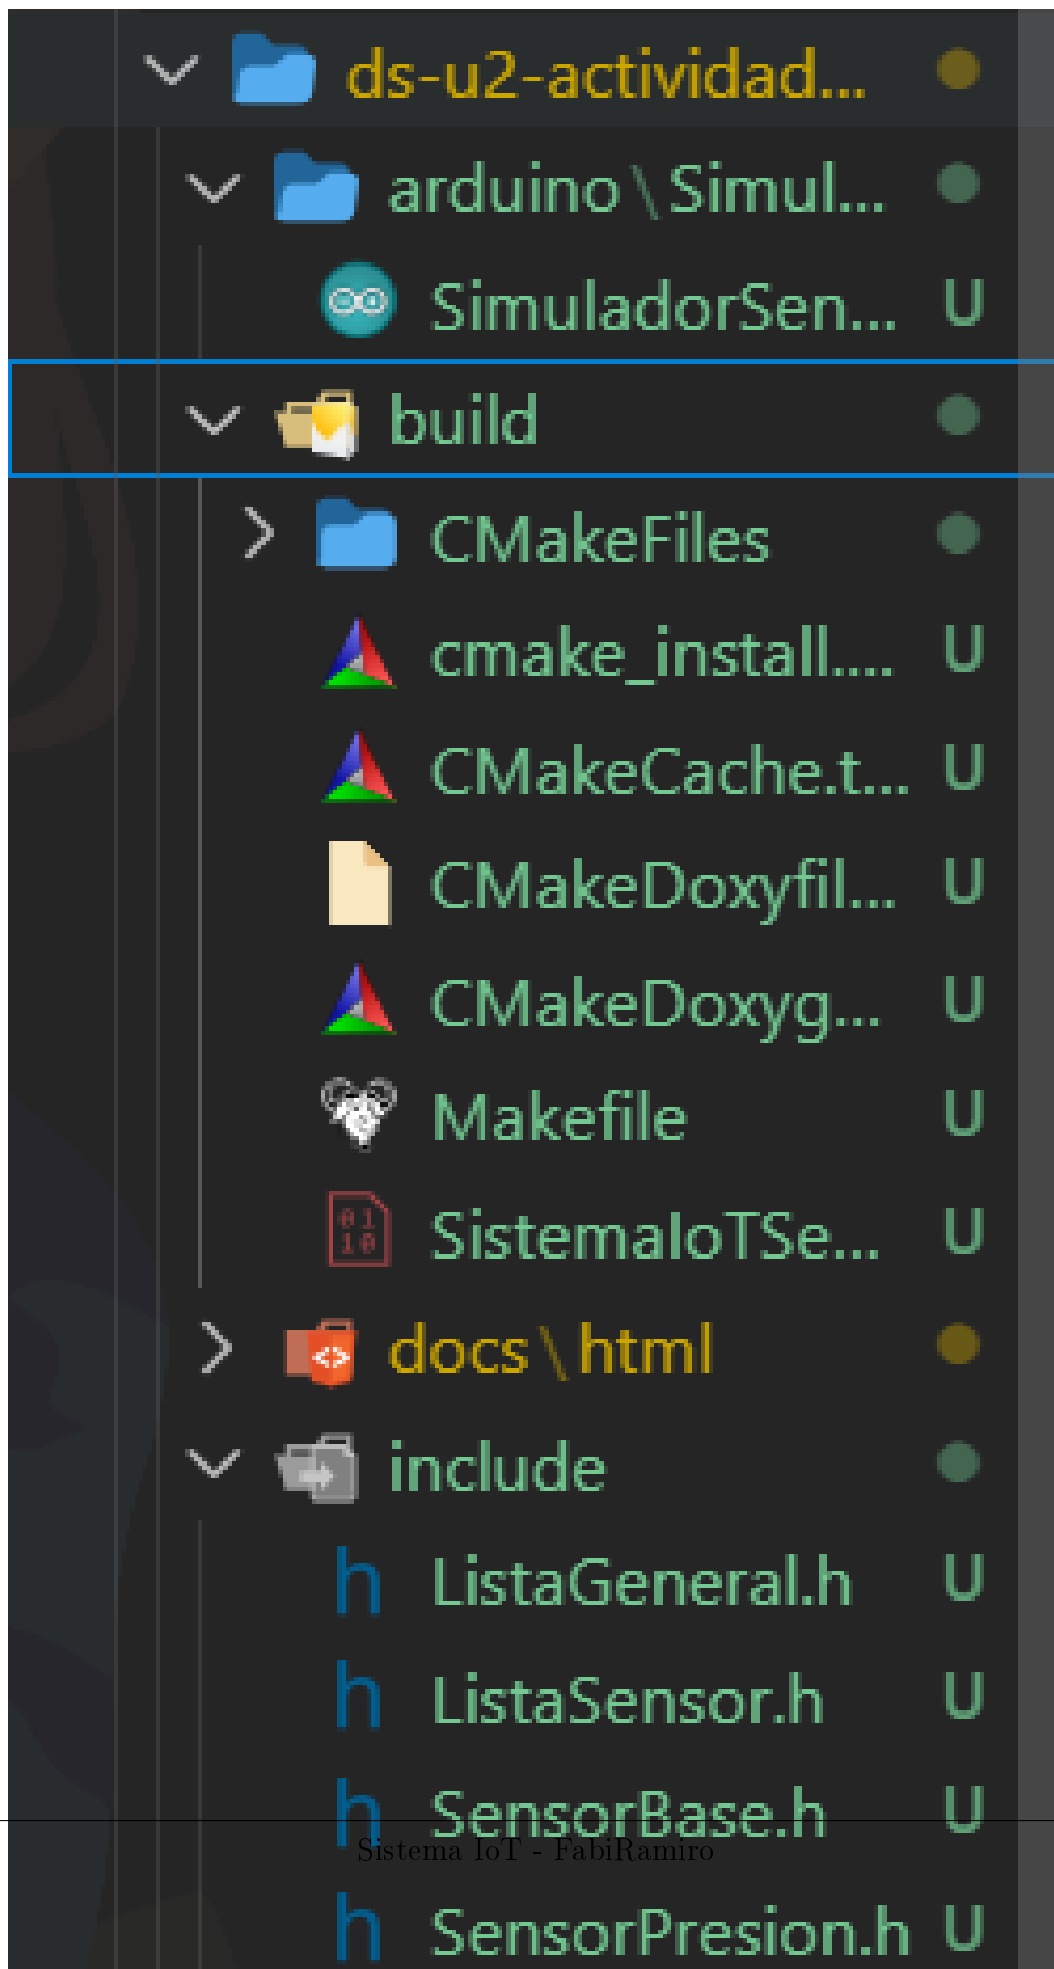 ds-u2-actividad...
arduino\Simul...
SimuladorSen... U
build
CMakeFiles
cmake_install.... U
CMakeCache.t... U
CMakeDoxyfil... U
CMakeDoxyg... U
Makefile U
SistemaIoTSe... U
docs\html
include
h ListaGeneral.h U
h ListaSensor.h U
h SensorBase.h U
Sistema IoT - FabiRamiro
h SensorPresion.h U